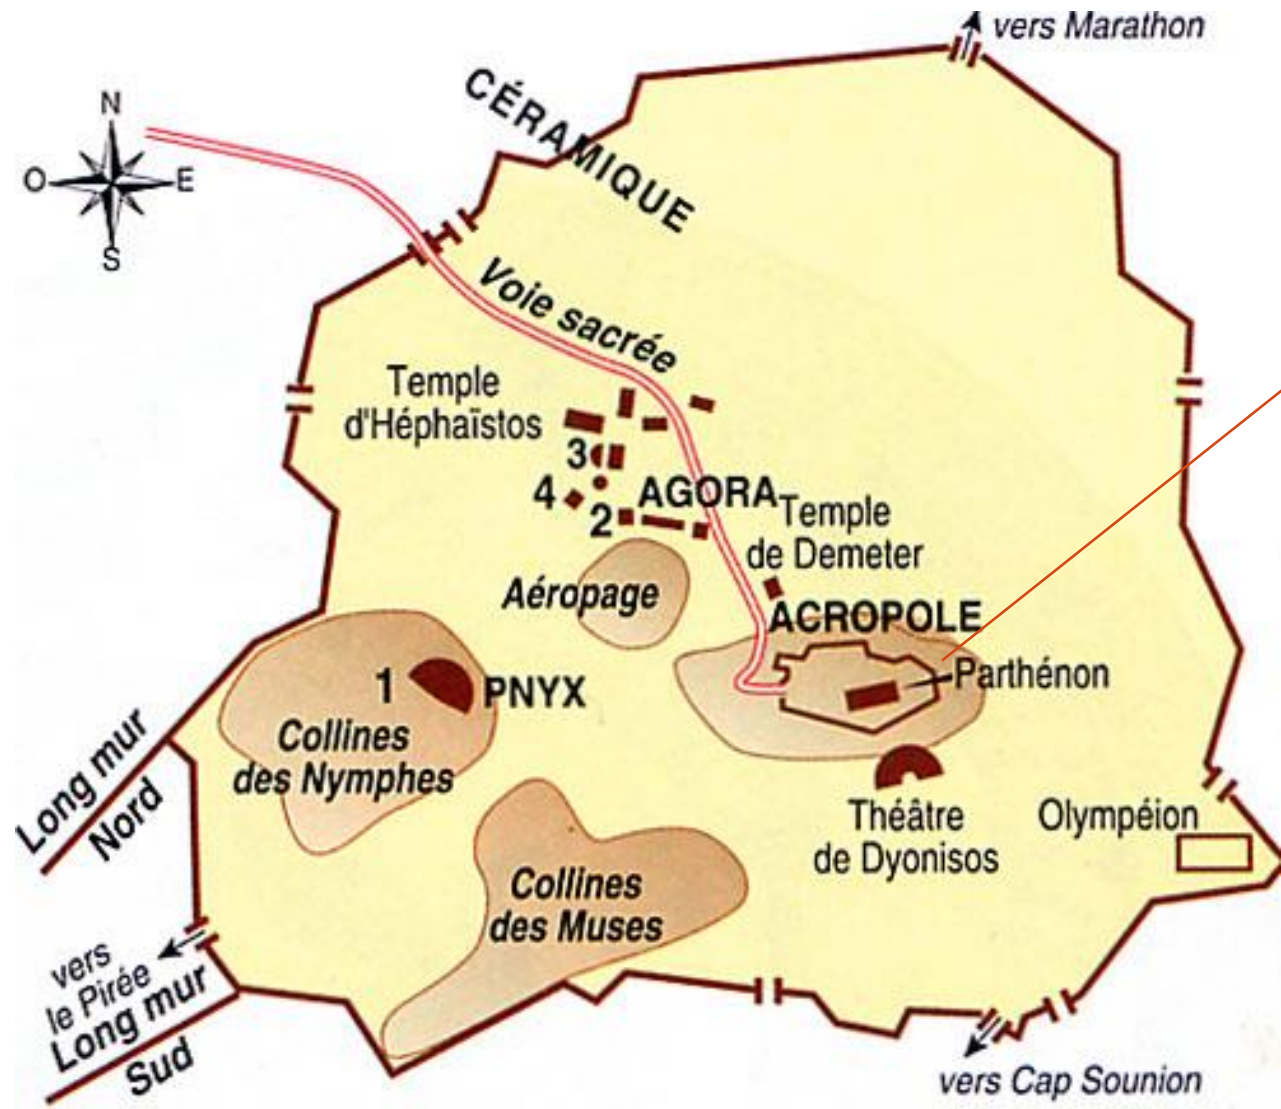 vers Marathon
CÉRAMIQUE
N
O
E
S
Voie sacrée
Temple
d'Héphaïstos
3
4
2
AGORA
Temple
de Demeter
Aéropage
ACROPOLE
Parthénon
1
PNYX
Collines
des Nymphes
Long mur
Nord
Théâtre
de Dyonisos
Olympéion
Collines
des Muses
vers
le Pirée
Long mur
Sud
vers Cap Sounion